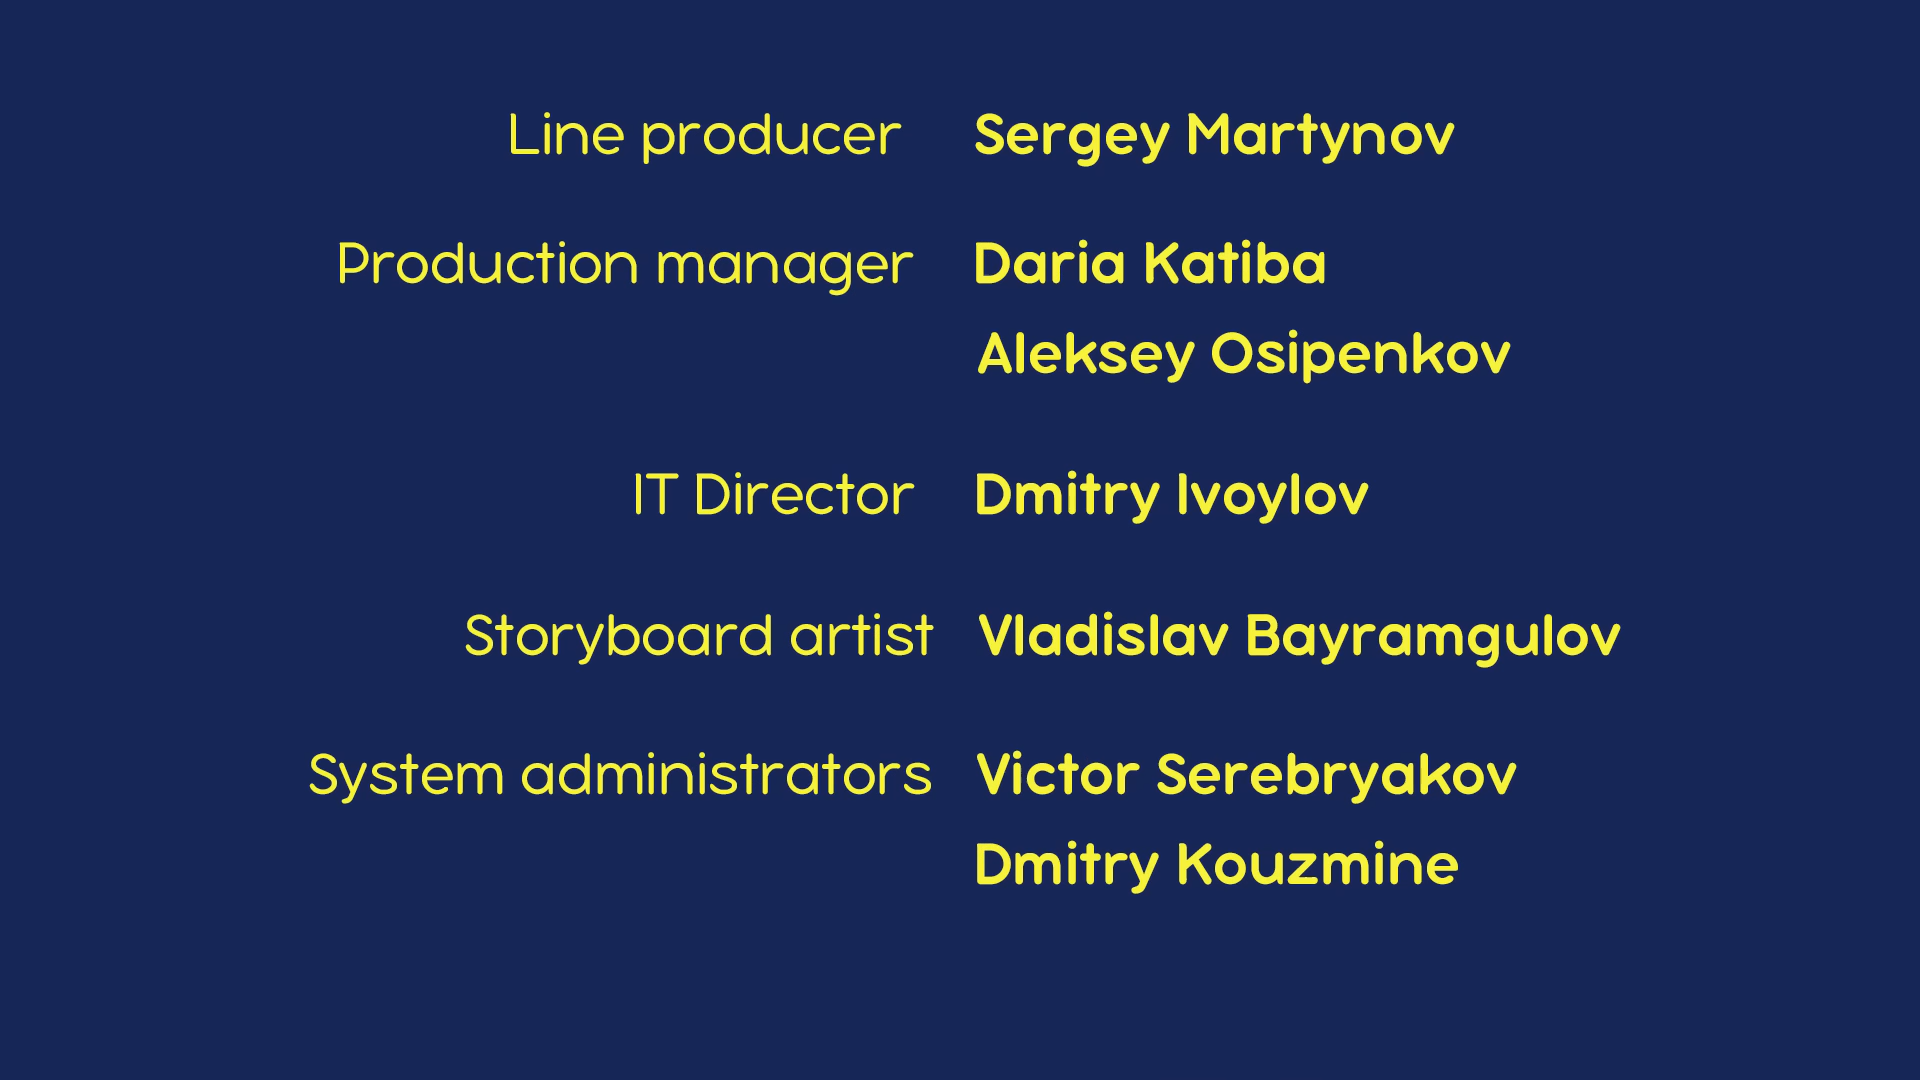 Line producer Sergey Martynov
Production manager Daria Katiba
Aleksey Osipenkov
IT Director Dmitry Ivoylov
Storyboard artist Vladislav Bayramgulov
System administrators Victor Serebryakov
Dmitry Kouzmine